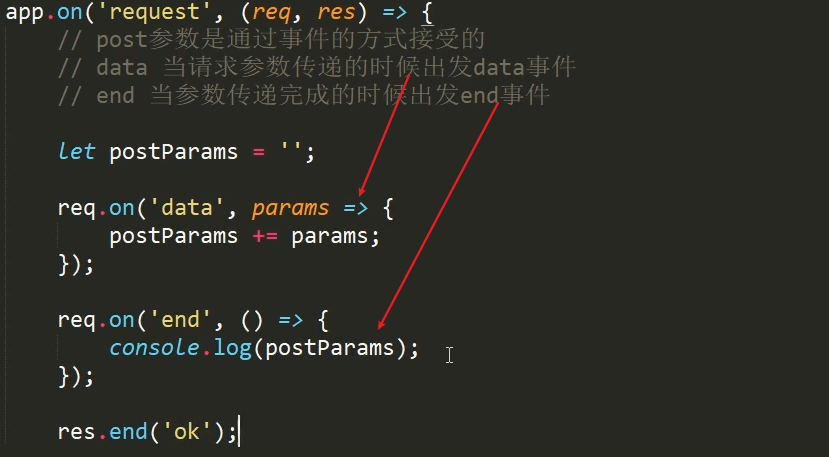 app.on('request', (req, res) => {
// post参数是通过事件的方式接受的
// data 当请求参数传递的时候出发data事件
// end 当参数传递完成的时候出发end事件
let postParams = '';
req.on('data', params => {
postParams += params;
});
req.on('end', () => {
console.log(postParams);
});
res.end('ok');